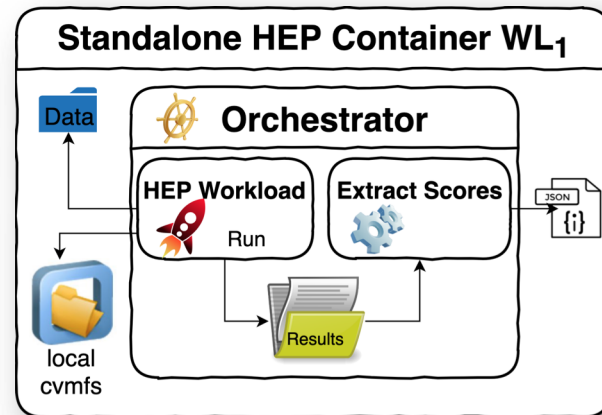 Standalone HEP Container WL₁
Data
Orchestrator
HEP Workload
Run
Extract Scores
JSON
{i}
Results
local
cvmfs